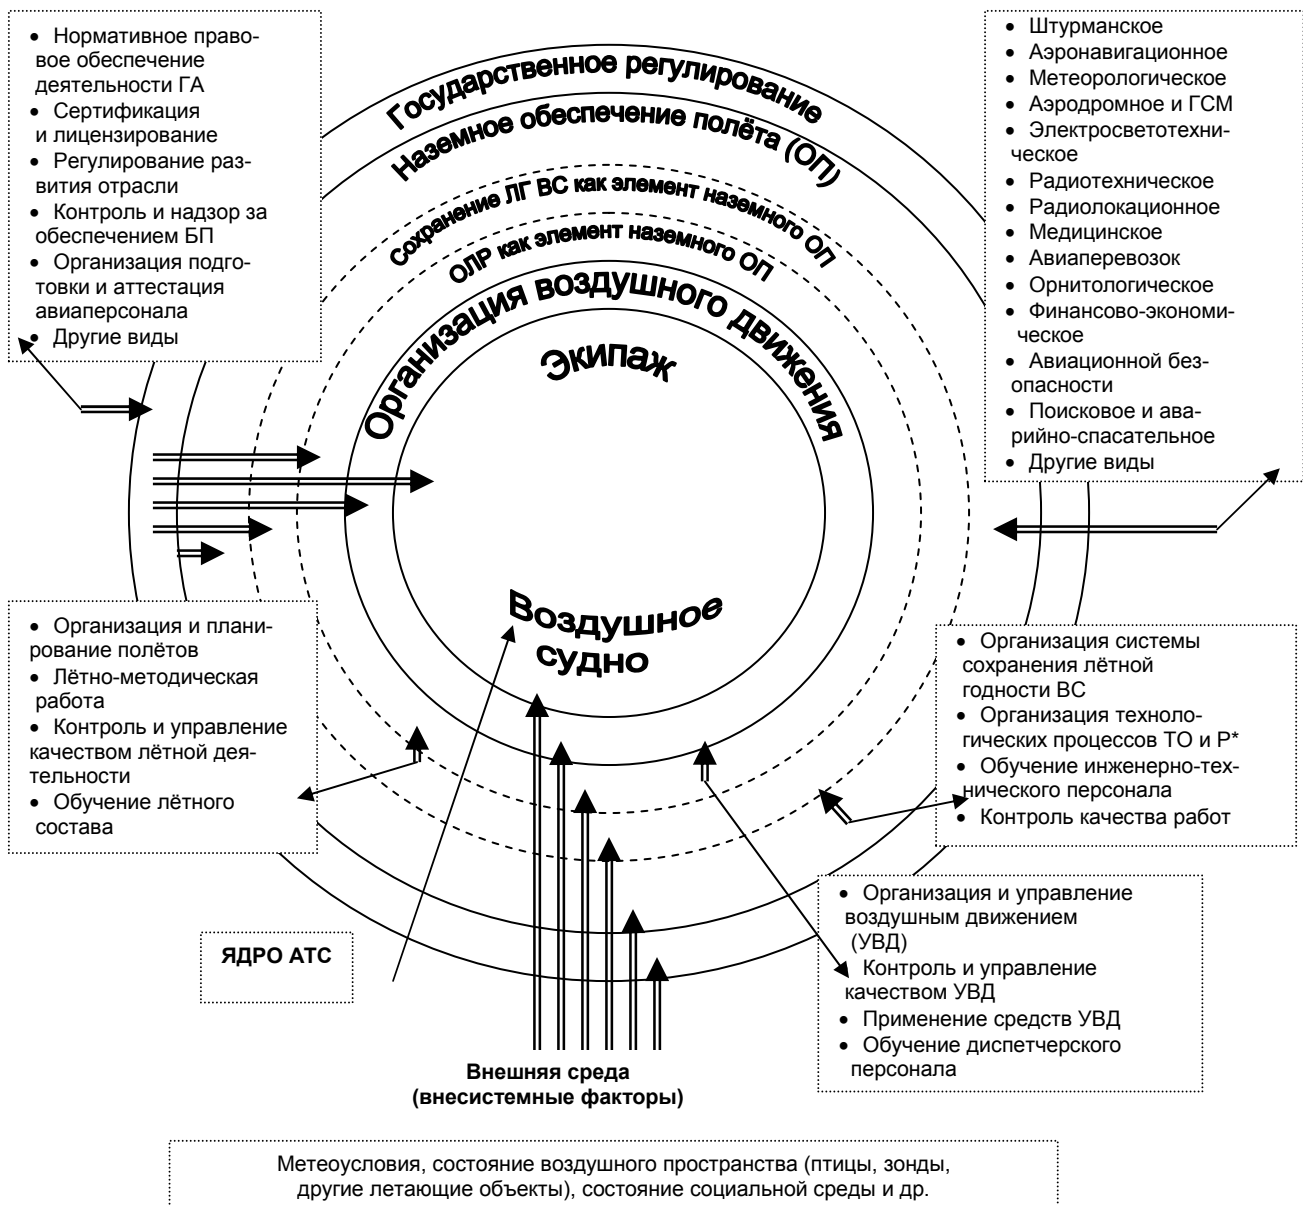 • Нормативное право-
вое обеспечение
деятельности ГА
• Сертификация
и лицензирование
• Регулирование раз-
вития отрасли
• Контроль и надзор за
обеспечением БП
• Организация подго-
товки и аттестация
авиаперсонала
• Другие виды
Государственное регулирование
Наземное обеспечение полёта (ОП)
Сохранение ЛГ ВС как элемент наземного ОП
ОЛР как элемент наземного ОП
Организация воздушного движения
Экипаж
Воздушное
судно
• Штурманское
• Аэронавигационное
• Метеорологическое
• Аэродромное и ГСМ
• Электросветотехни-
ческое
• Радиотехническое
• Радиолокационное
• Медицинское
• Авиаперевозок
• Орнитологическое
• Финансово-экономи-
ческое
• Авиационной без-
опасности
• Поисковое и ава-
рийно-спасательное
• Другие виды
• Организация и плани-
рование полётов
• Лётно-методическая
работа
• Контроль и управление
качеством лётной дея-
тельности
• Обучение лётного
состава
• Организация системы
сохранения лётной
годности ВС
• Организация техноло-
гических процессов ТО и Р*
• Обучение инженерно-тех-
нического персонала
• Контроль качества работ
• Организация и управление
воздушным движением
(УВД)
• Контроль и управление
качеством УВД
• Применение средств УВД
• Обучение диспетчерского
персонала
ЯДРО АТС
Внешняя среда
(внесистемные факторы)
Метеоусловия, состояние воздушного пространства (птицы, зонды,
другие летающие объекты), состояние социальной среды и др.